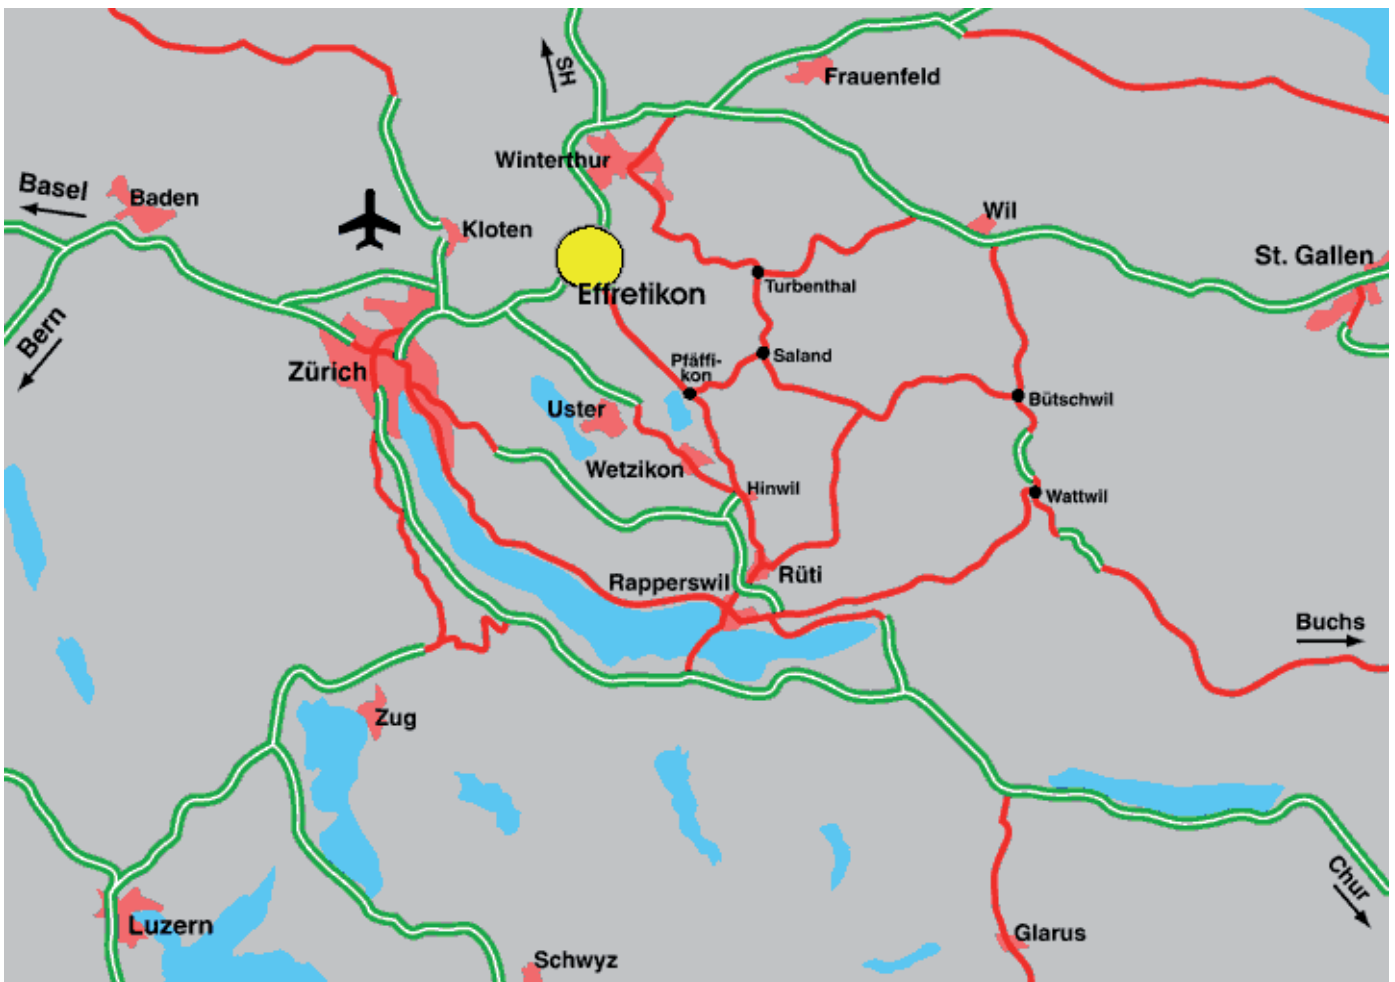 SH
Frauenfeld
Winterthur
Basel
Baden
Kloten
Wil
St. Gallen
Turbenthal
Effretikon
Bern
Zürich
Pfäffi-
kon
Saland
Uster
Bütschwil
Wetzikon
Hinwil
Wattwil
Rapperswil
Rüti
Buchs
Zug
Chur
Luzern
Glarus
Schwyz